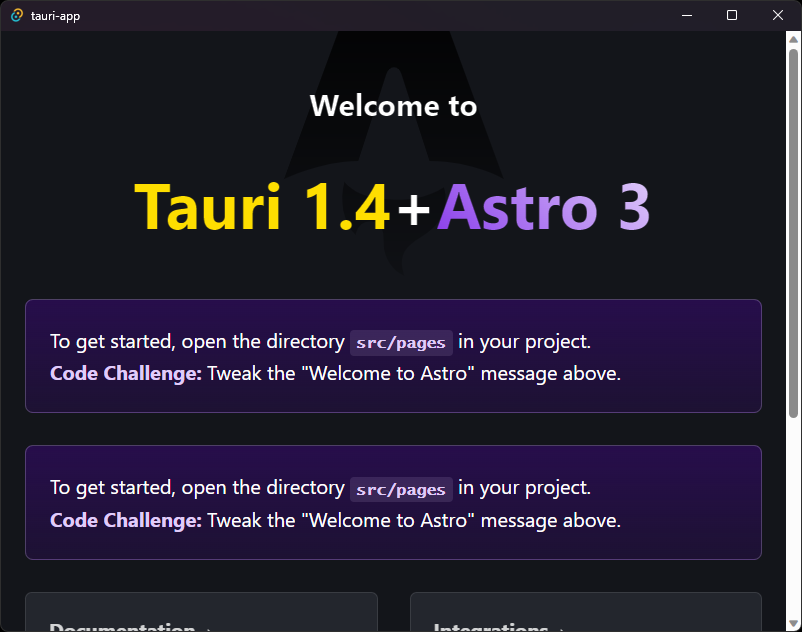 tauri-app
Welcome to
Tauri 1.4+Astro 3
To get started, open the directory src/pages in your project.
Code Challenge: Tweak the "Welcome to Astro" message above.
To get started, open the directory src/pages in your project.
Code Challenge: Tweak the "Welcome to Astro" message above.
Documentation Integrations